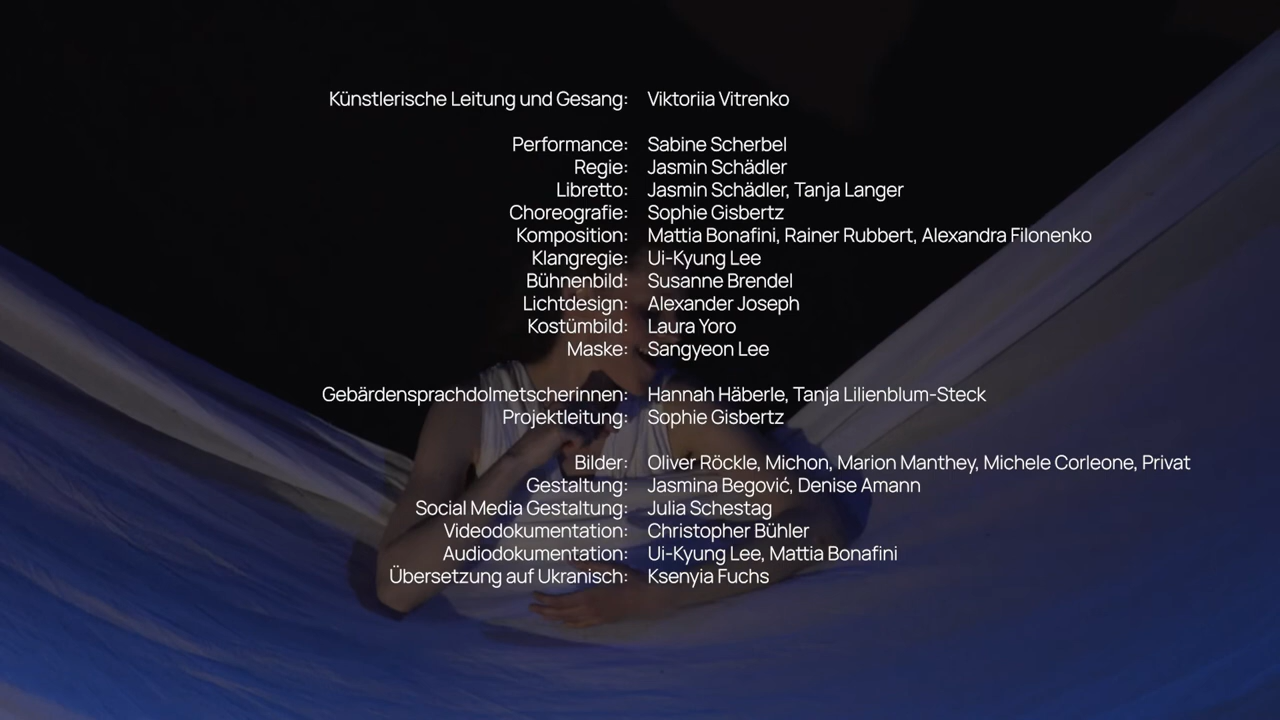 Künstlerische Leitung und Gesang: Viktoriia Vitrenko
Performance: Sabine Scherbel
Regie: Jasmin Schädler
Libretto: Jasmin Schädler, Tanja Langer
Choreografie: Sophie Gisbertz
Komposition: Mattia Bonafini, Rainer Rubbert, Alexandra Filonenko
Klangregie: Ui-Kyung Lee
Bühnenbild: Susanne Brendel
Lichtdesign: Alexander Joseph
Kostümbild: Laura Yoro
Maske: Sangyeon Lee
Gebärdensprachdolmetscherinnen: Hannah Häberle, Tanja Lilienblum-Steck
Projektleitung: Sophie Gisbertz
Bilder: Oliver Röckle, Michon, Marion Manthey, Michele Corleone, Privat
Gestaltung: Jasmina Begović, Denise Amann
Social Media Gestaltung: Julia Schestag
Videodokumentation: Christopher Bühler
Audiodokumentation: Ui-Kyung Lee, Mattia Bonafini
Übersetzung auf Ukranisch: Ksenyia Fuchs